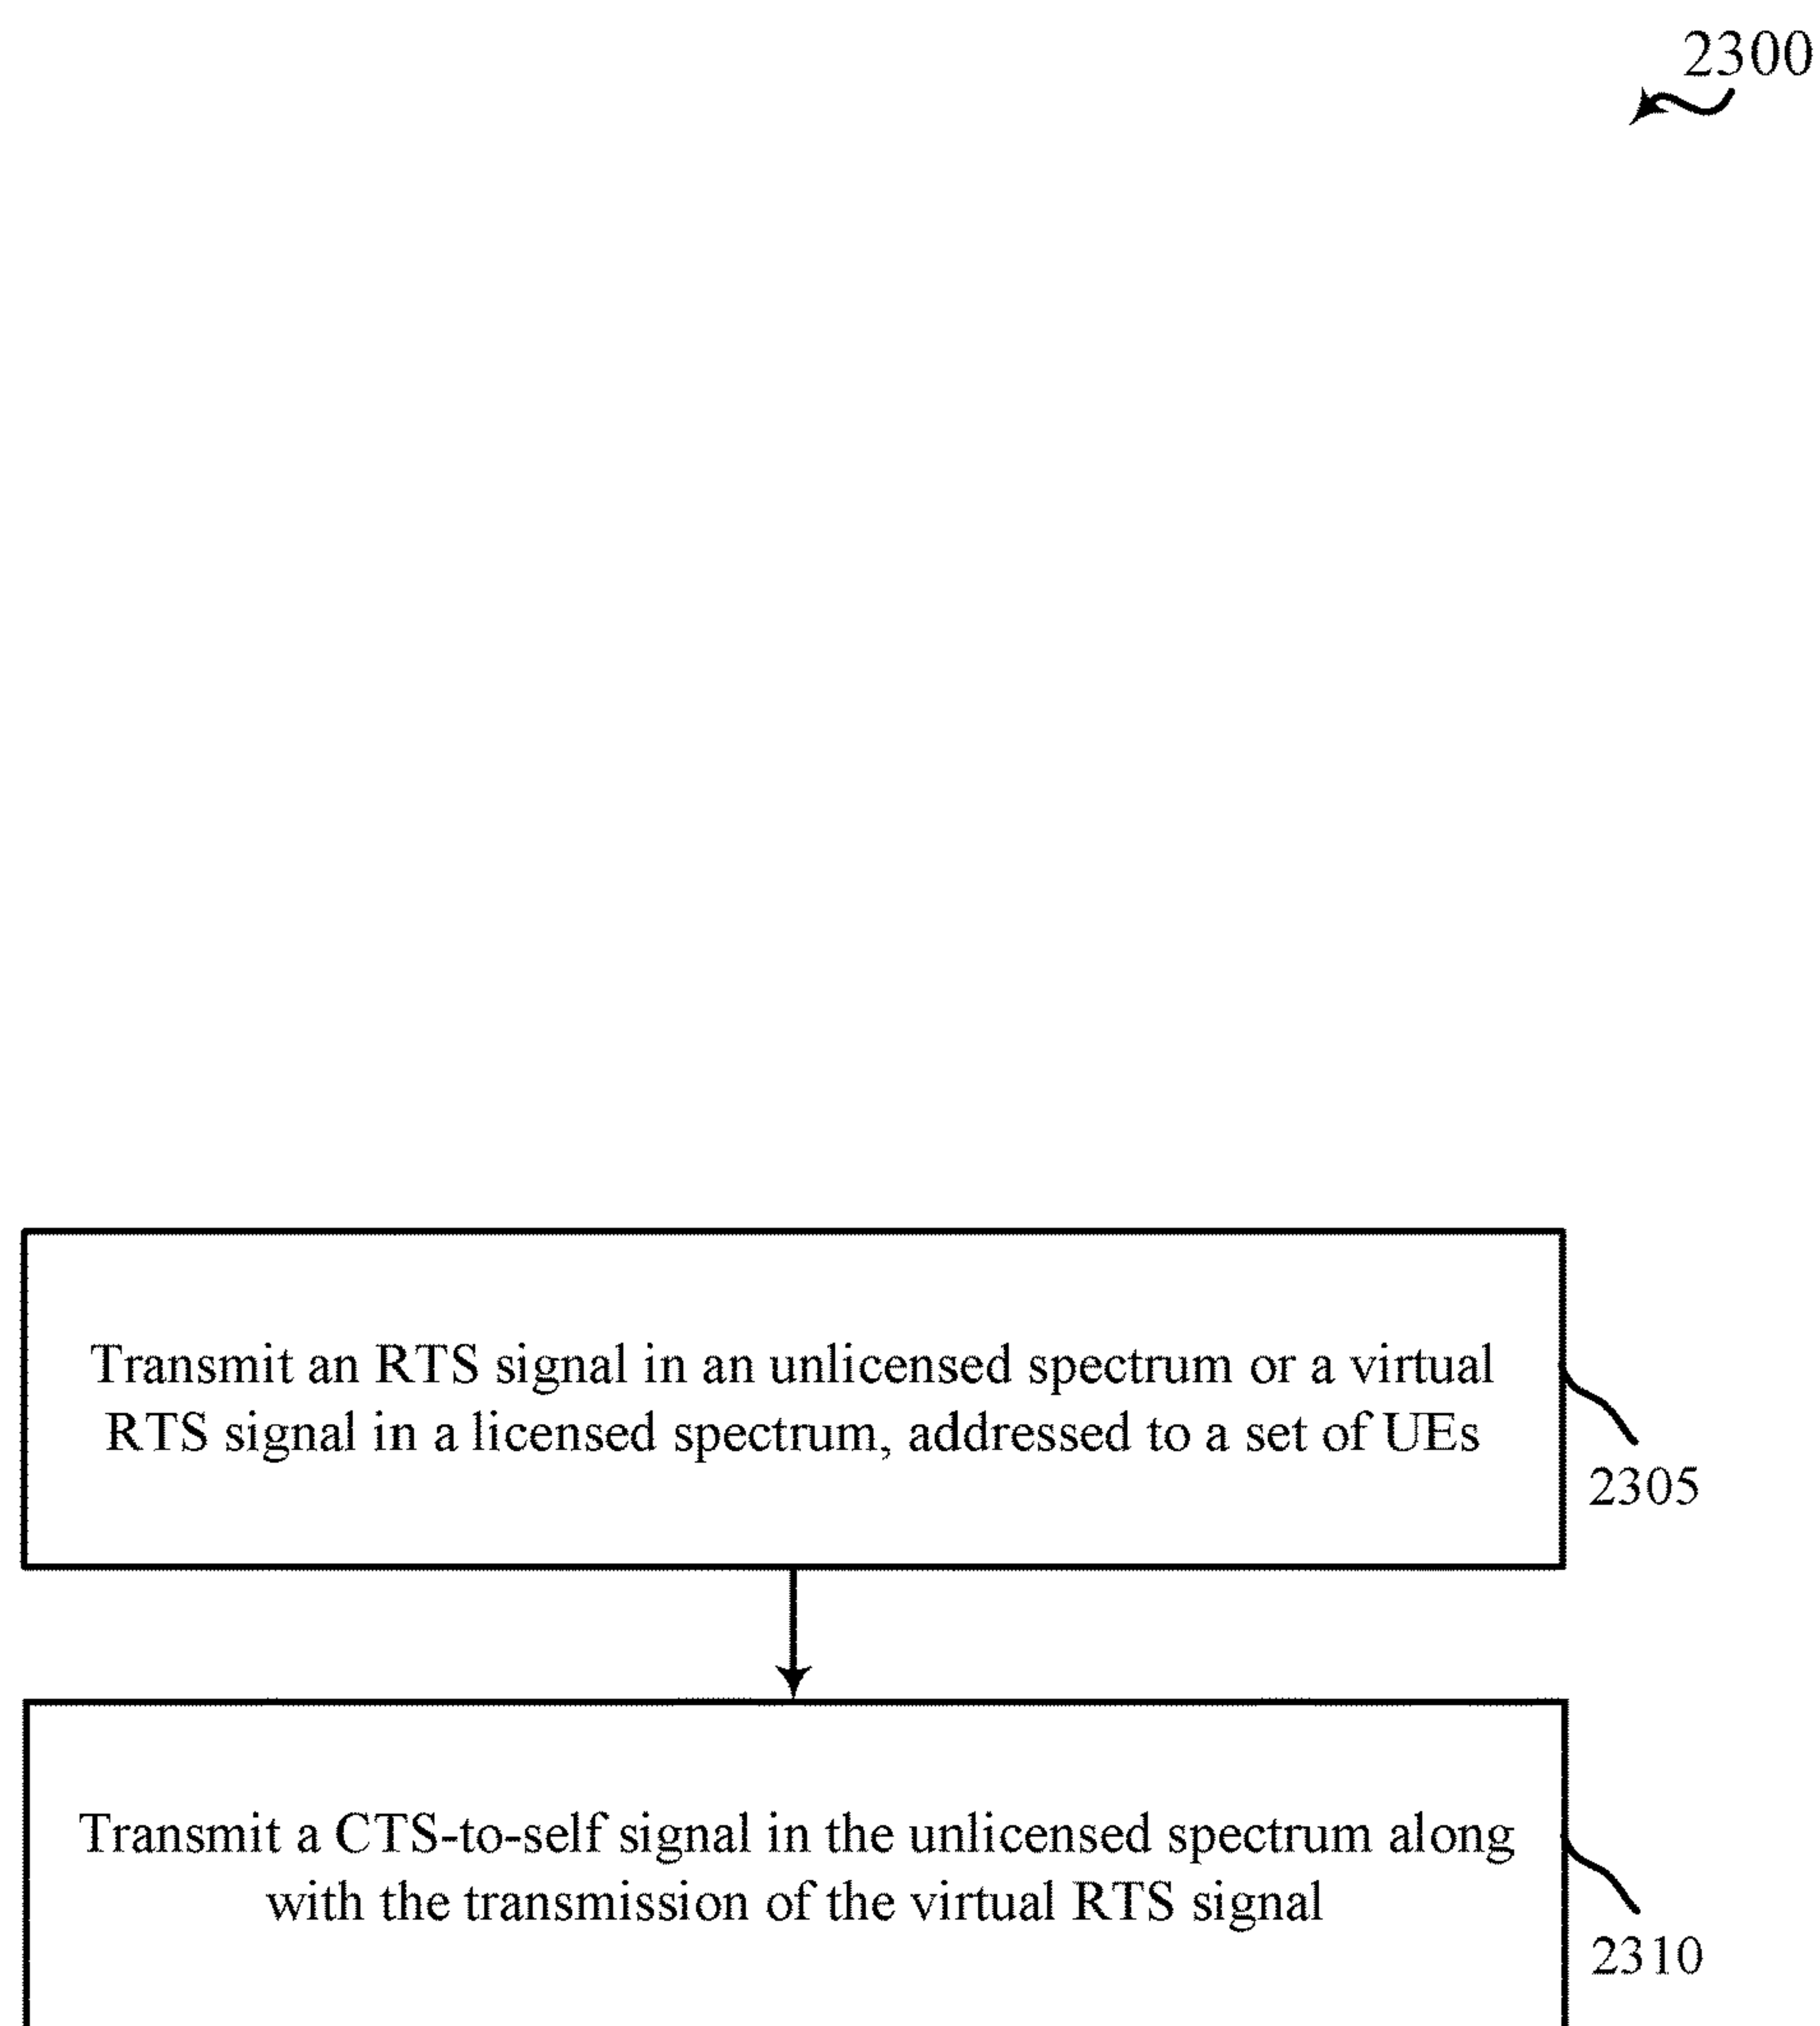 2300
Transmit an RTS signal in an unlicensed spectrum or a virtual
RTS signal in a licensed spectrum, addressed to a set of UEs
2305
Transmit a CTS-to-self signal in the unlicensed spectrum along
with the transmission of the virtual RTS signal
2310